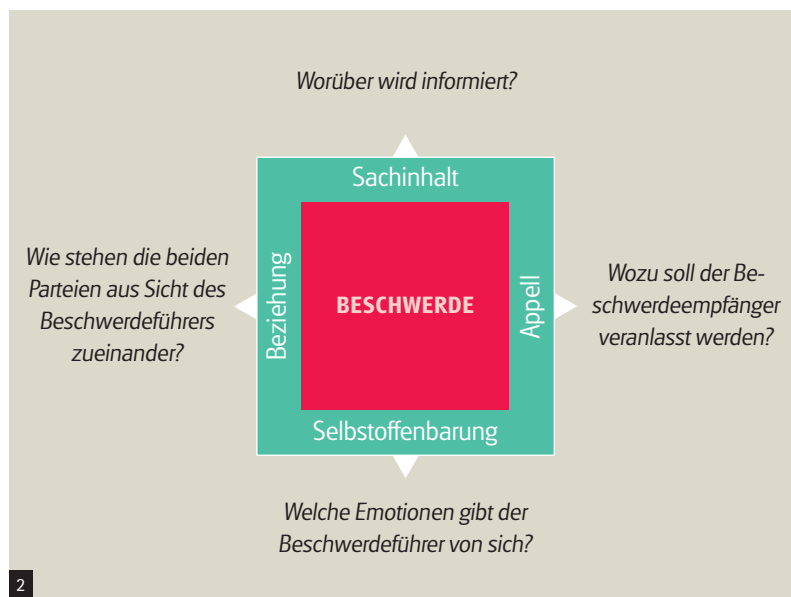 Worüber wird informiert?
Sachinhalt
Wie stehen die beiden
Parteien aus Sicht des
Beschwerdeführers
zueinander?
Beziehung
BESCHWERDE
Appell
Wozu soll der Be-
schwerdeempfänger
veranlasst werden?
Selbstoffenbarung
Welche Emotionen gibt der
Beschwerdeführer von sich?
2